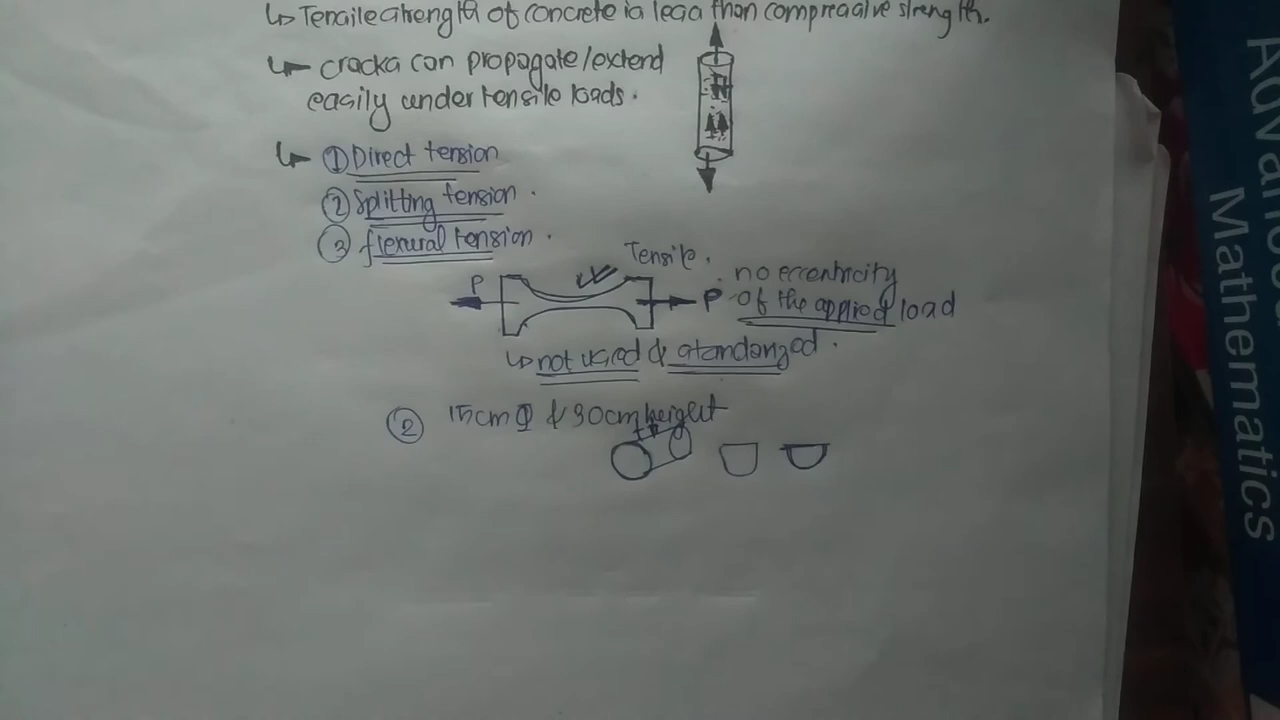 ↳ Tensile strength of concrete is less than compressive strength.
↳ cracks can propagate/extend
easily under tensile loads.
↳ ① Direct tension
② Splitting tension.
③ flexural tension.
Tensile.
P
P
no eccentricity
of the applied load
↳ not used & standardized.
② 15cm Φ & 30cm height
Mathematics